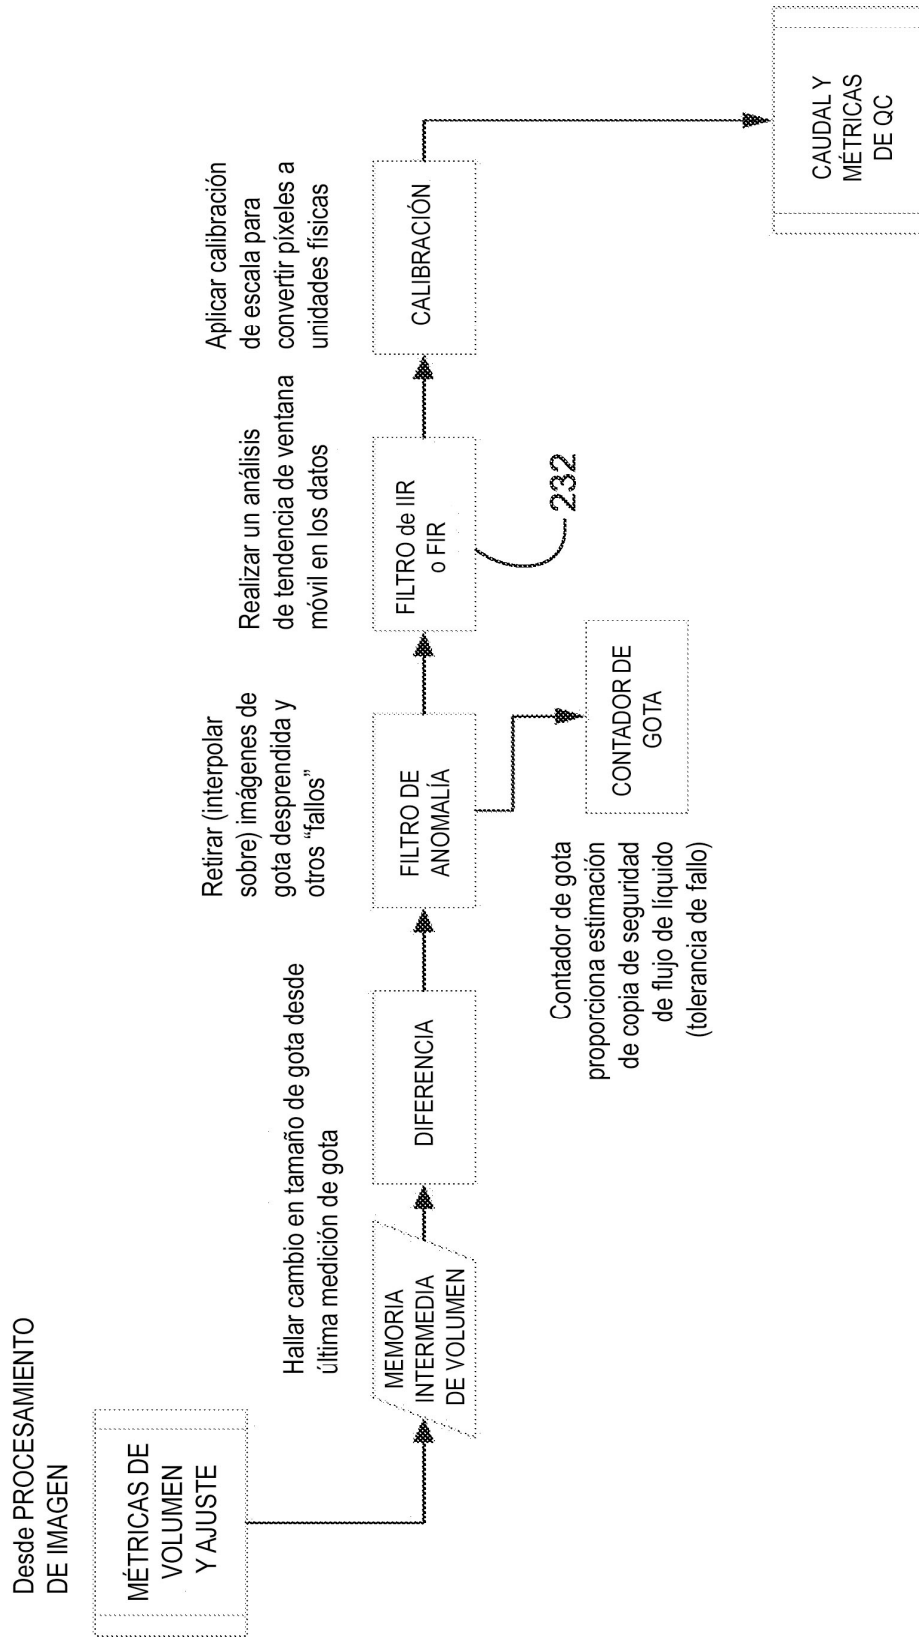 Desde PROCESAMIENTO
DE IMAGEN
MÉTRICAS DE
VOLUMEN
Y AJUSTE
Hallar cambio en tamaño de gota desde
última medición de gota
MEMORIA
INTERMEDIA
DE VOLUMEN
DIFERENCIA
Retirar (interpolar
sobre) imágenes de
gota desprendida y
otros “fallos”
FILTRO DE
ANOMALÍA
Contador de gota
proporciona estimación
de copia de seguridad
de flujo de líquido
(tolerancia de fallo)
CONTADOR DE
GOTA
Realizar un análisis
de tendencia de ventana
móvil en los datos
FILTRO de IIR
o FIR
232
Aplicar calibración
de escala para
convertir píxeles a
unidades físicas
CALIBRACIÓN
CAUDAL Y
MÉTRICAS
DE QC